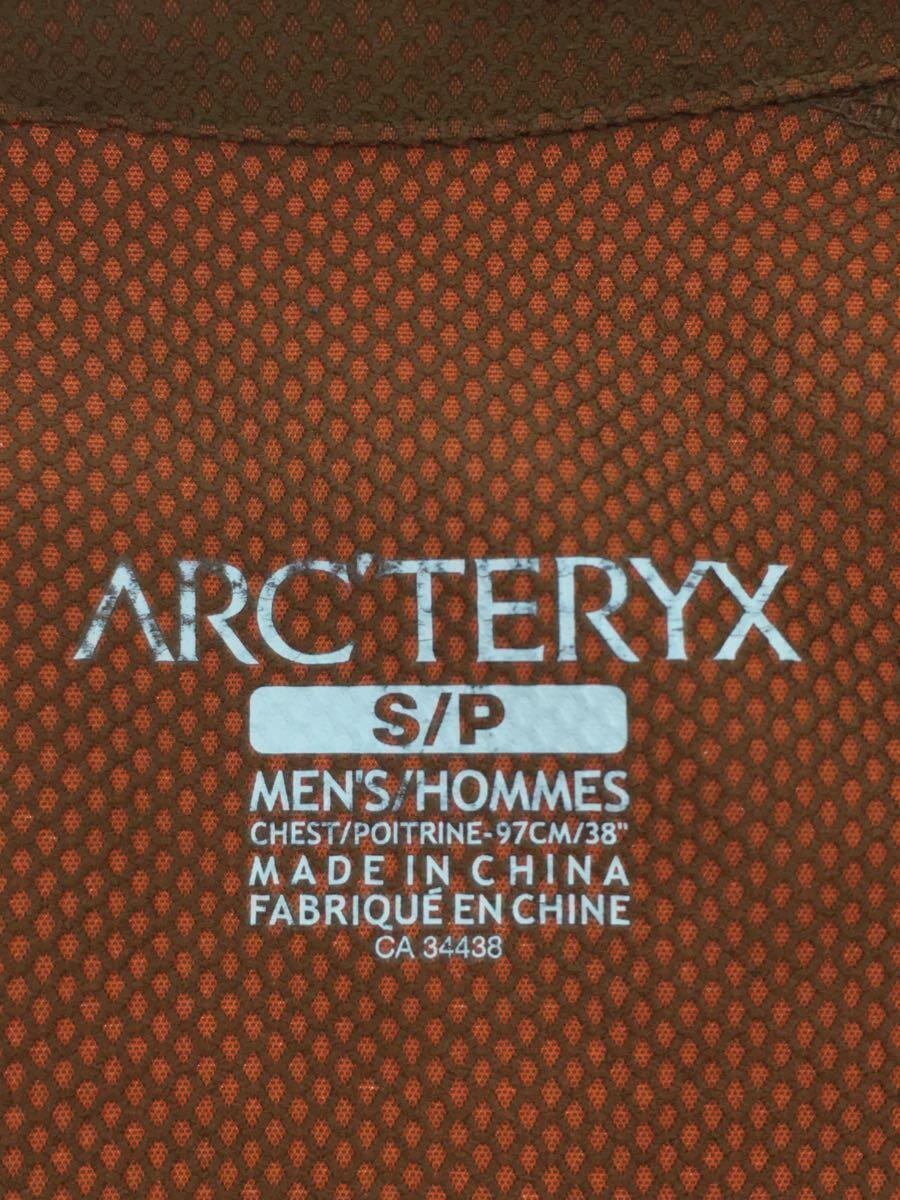 ARC'TERYX
S/P
MEN'S/HOMMES
CHEST/POITRINE-97CM/38"
MADE IN CHINA
FABRIQUÉ EN CHINE
CA 34438